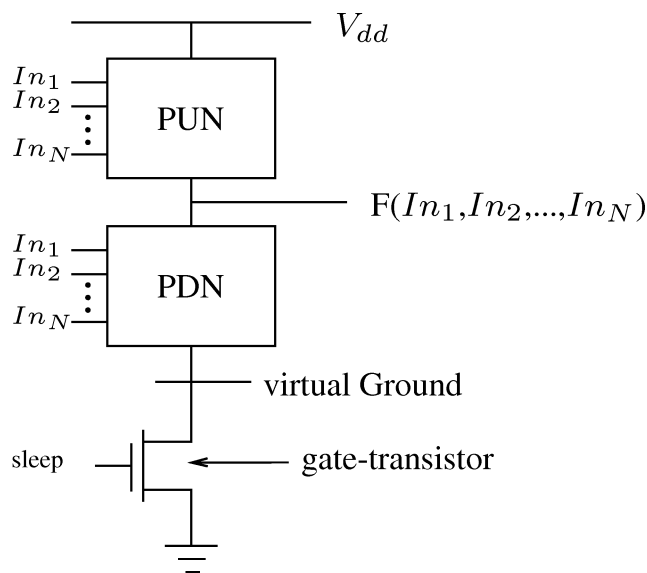 V_dd
In_1
In_2
PUN
In_N
F(In_1,In_2,...,In_N)
In_1
In_2
PDN
In_N
virtual Ground
sleep
gate-transistor